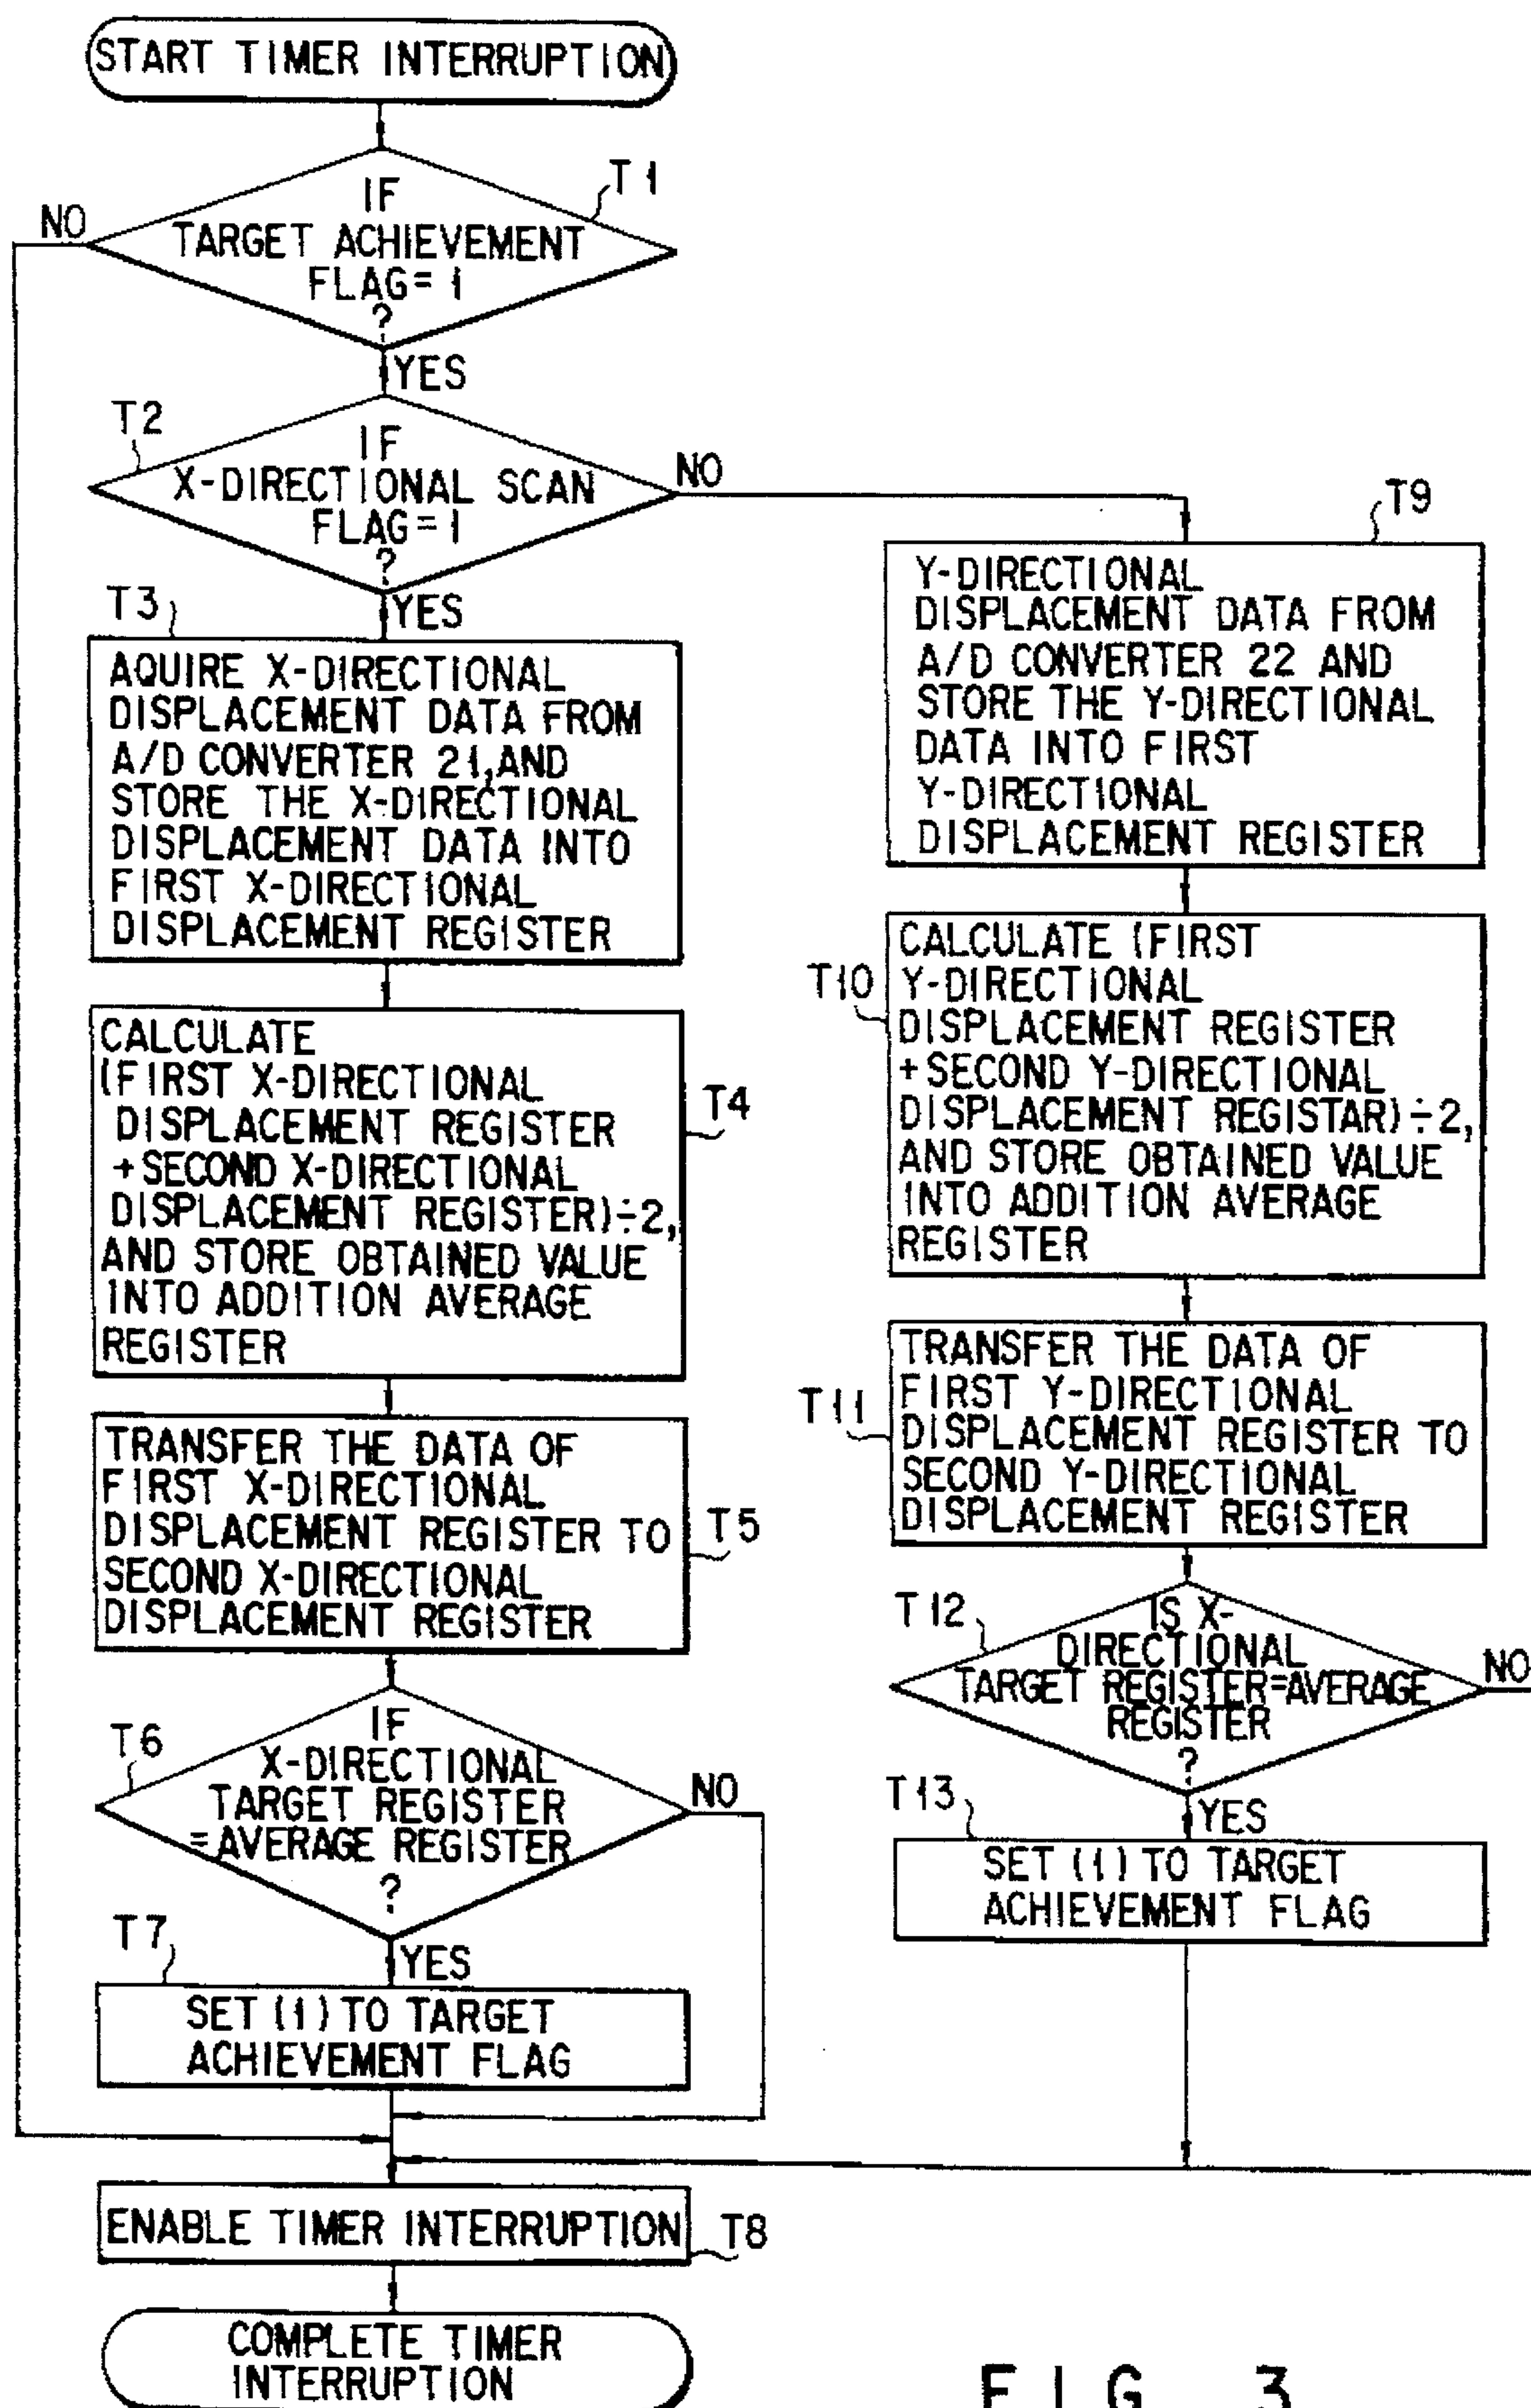 START TIMER INTERRUPTION
T1
IF
TARGET ACHIEVEMENT
FLAG=1
?
NO
YES
T2
IF
X-DIRECTIONAL SCAN
FLAG=1
?
NO
YES
T3
AQUIRE X-DIRECTIONAL
DISPLACEMENT DATA FROM
A/D CONVERTER 21,AND
STORE THE X-DIRECTIONAL
DISPLACEMENT DATA INTO
FIRST X-DIRECTIONAL
DISPLACEMENT REGISTER
CALCULATE
(FIRST X-DIRECTIONAL
DISPLACEMENT REGISTER
+SECOND X-DIRECTIONAL
DISPLACEMENT REGISTER)÷2,
AND STORE OBTAINED VALUE
INTO ADDITION AVERAGE
REGISTER
T4
TRANSFER THE DATA OF
FIRST X-DIRECTIONAL
DISPLACEMENT REGISTER TO
SECOND X-DIRECTIONAL
DISPLACEMENT REGISTER
T5
T6
IF
X-DIRECTIONAL
TARGET REGISTER
=AVERAGE REGISTER
?
NO
YES
T7
SET (1) TO TARGET
ACHIEVEMENT FLAG
ENABLE TIMER INTERRUPTION
T8
COMPLETE TIMER
INTERRUPTION
T9
Y-DIRECTIONAL
DISPLACEMENT DATA FROM
A/D CONVERTER 22 AND
STORE THE Y-DIRECTIONAL
DATA INTO FIRST
Y-DIRECTIONAL
DISPLACEMENT REGISTER
T10
CALCULATE (FIRST
Y-DIRECTIONAL
DISPLACEMENT REGISTER
+SECOND Y-DIRECTIONAL
DISPLACEMENT REGISTAR)÷2,
AND STORE OBTAINED VALUE
INTO ADDITION AVERAGE
REGISTER
T11
TRANSFER THE DATA OF
FIRST Y-DIRECTIONAL
DISPLACEMENT REGISTER TO
SECOND Y-DIRECTIONAL
DISPLACEMENT REGISTER
T12
IS X-
DIRECTIONAL
TARGET REGISTER=AVERAGE
REGISTER
?
NO
YES
T13
SET (1) TO TARGET
ACHIEVEMENT FLAG
FIG. 3